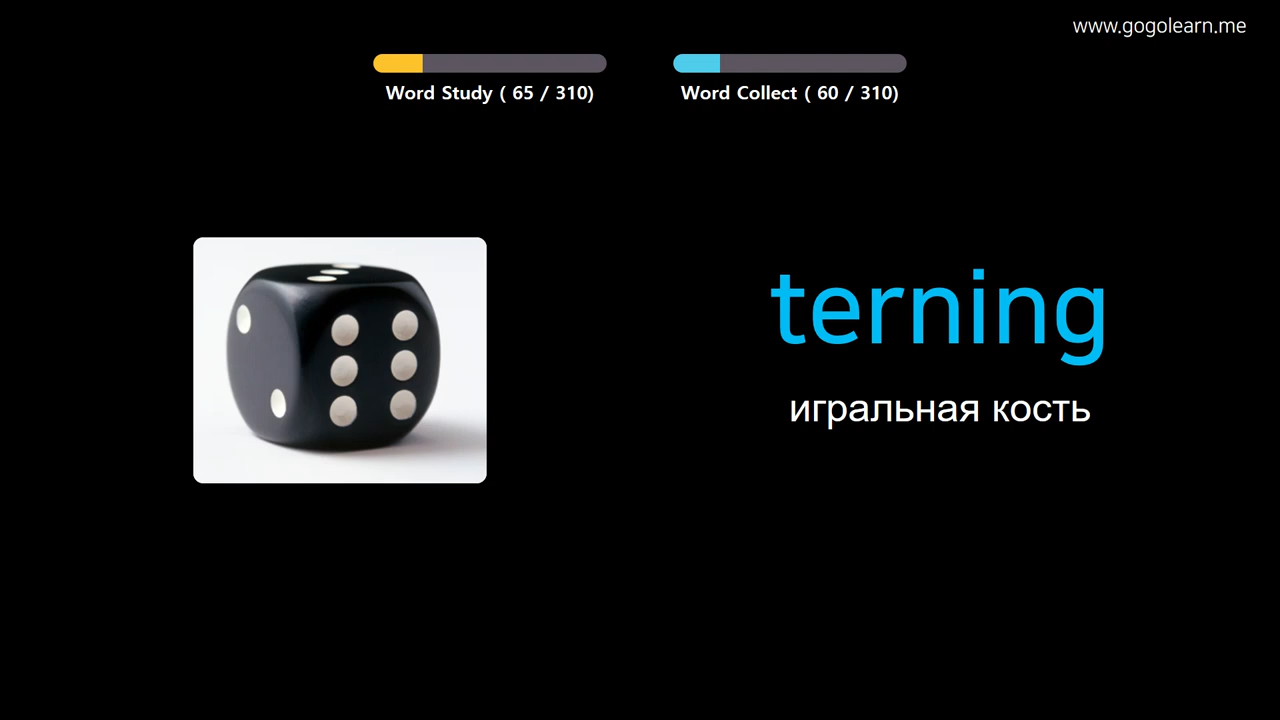 www.gogolearn.me
Word Study ( 65 / 310)
Word Collect ( 60 / 310)
terning
игральная кость